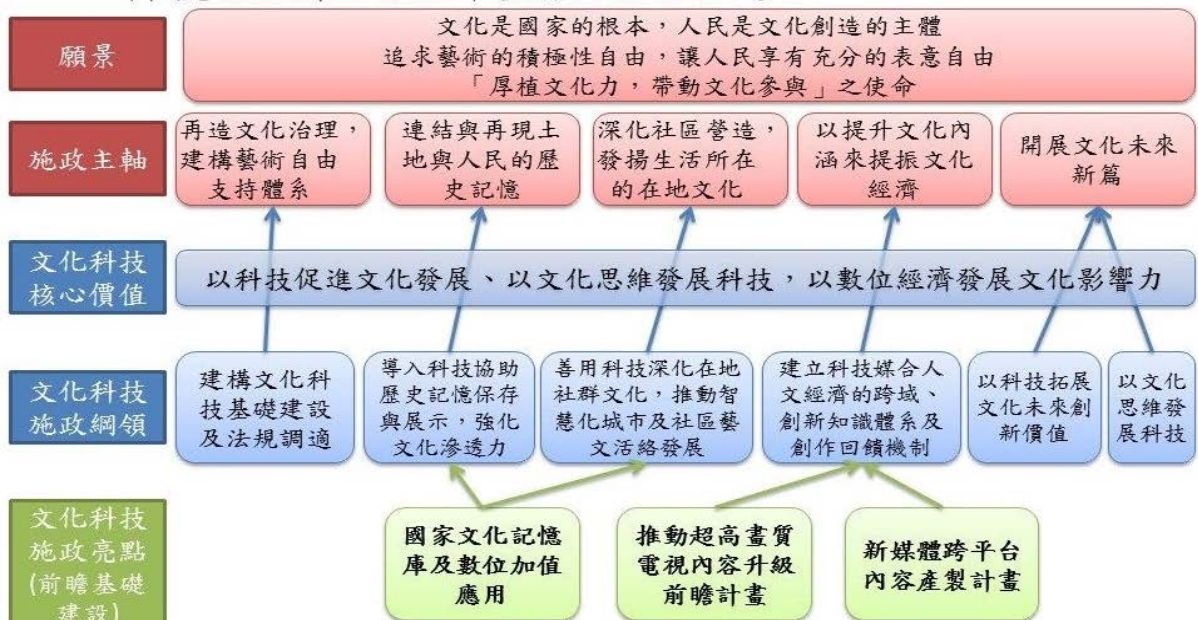 願景
文化是國家的根本，人民是文化創造的主體
追求藝術的積極性自由，讓人民享有充分的表意自由
「厚植文化力，帶動文化參與」之使命
施政主軸
再造文化治理，
建構藝術自由
支持體系
連結與再現土
地與人民的歷
史記憶
深化社區營造，
發揚生活所在
的在地文化
以提升文化內
涵來提振文化
經濟
開展文化未來
新篇
文化科技
核心價值
以科技促進文化發展、以文化思維發展科技，以數位經濟發展文化影響力
文化科技
施政綱領
建構文化科
技基礎建設
及法規調適
導入科技協助
歷史記憶保存
與展示，強化
文化滲透力
善用科技深化在地
社群文化，推動智
慧化城市及社區藝
文活絡發展
建立科技媒合人
文經濟的跨域、
創新知識體系及
創作回饋機制
以科技拓展
文化未來創
新價值
以文化
思維發
展科技
文化科技
施政亮點
(前瞻基礎
建設)
國家文化記憶
庫及數位加值
應用
推動超高畫質
電視內容升級
前瞻計畫
新媒體跨平台
內容產製計畫